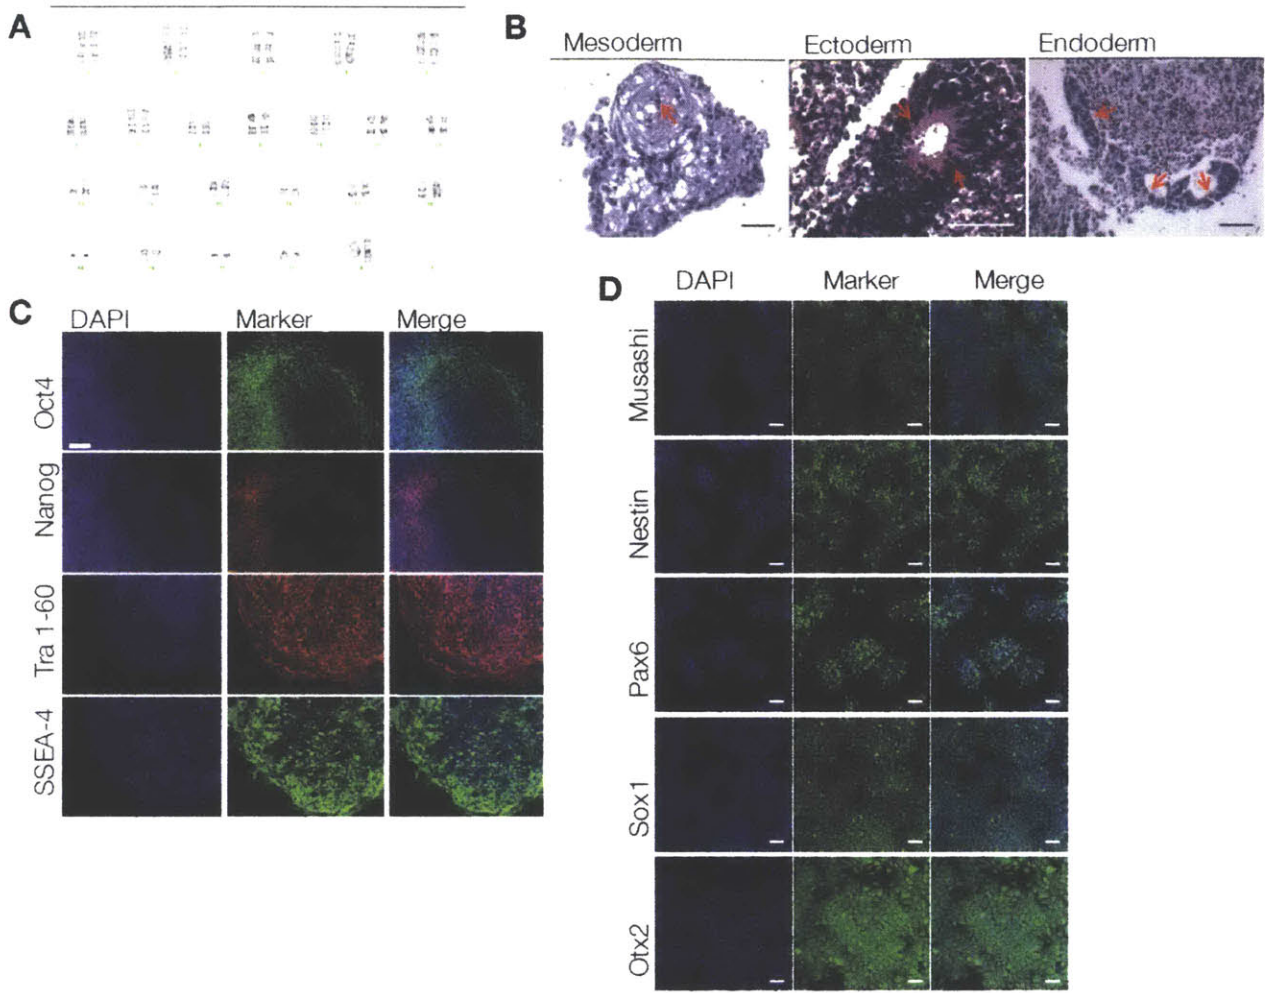 A
B
Mesoderm
Ectoderm
Endoderm
C
DAPI
Marker
Merge
Oct4
Nanog
Tra 1-60
SSEA-4
D
DAPI
Marker
Merge
Musashi
Nestin
Pax6
Sox1
Otx2